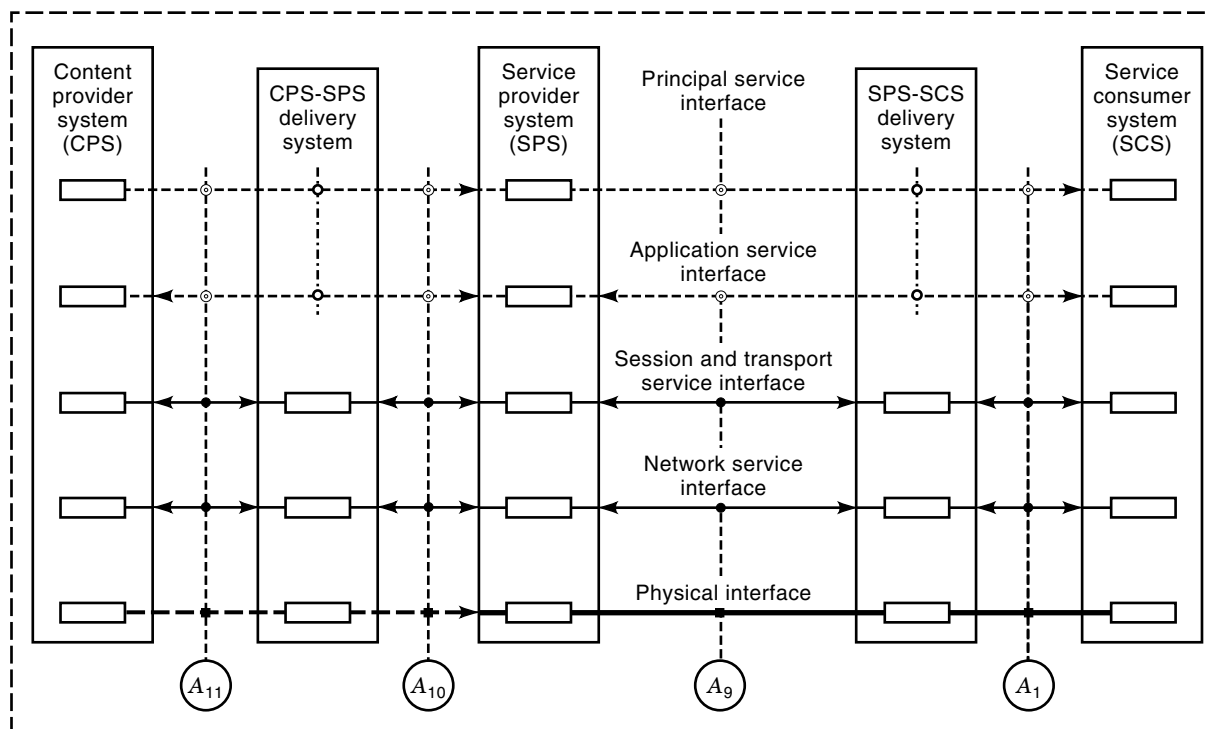 Content
provider
system
(CPS)
CPS-SPS
delivery
system
Service
provider
system
(SPS)
Principal service
interface
SPS-SCS
delivery
system
Service
consumer
system
(SCS)
Application service
interface
Session and transport
service interface
Network service
interface
Physical interface
A11
A10
A9
A1